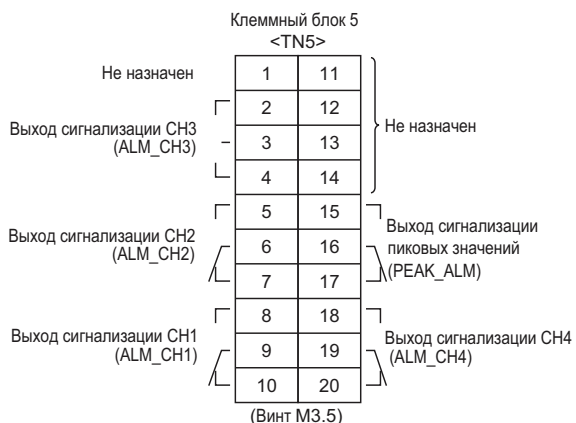 Клеммный блок 5
<TN5>
Не назначен
1 11
2 12
Выход сигнализации CH3
(ALM_CH3)
3 13
4 14
Не назначен
5 15
Выход сигнализации CH2
(ALM_CH2)
6 16
7 17
Выход сигнализации
пиковых значений
(PEAK_ALM)
8 18
Выход сигнализации CH1
(ALM_CH1)
9 19
10 20
Выход сигнализации CH4
(ALM_CH4)
(Винт M3.5)